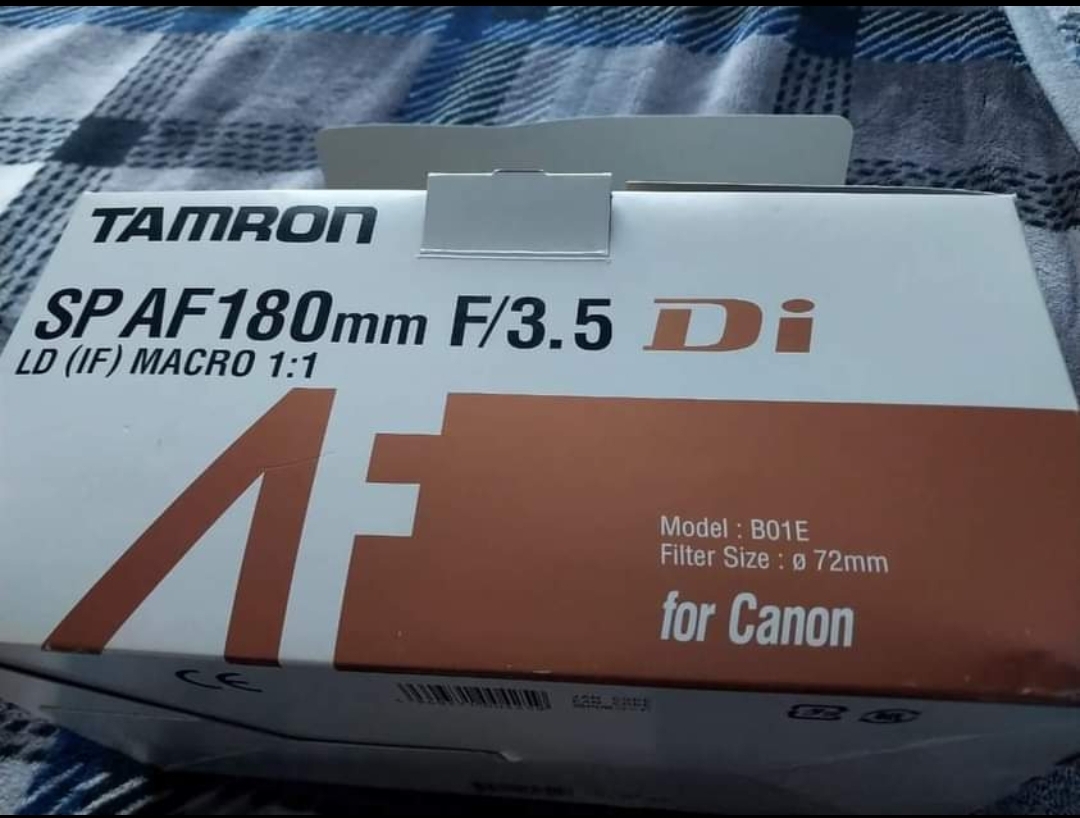 TAMRON
SP AF180mm F/3.5 Di
LD (IF) MACRO 1:1
AF
Model : B01E
Filter Size : ø 72mm
for Canon
CE